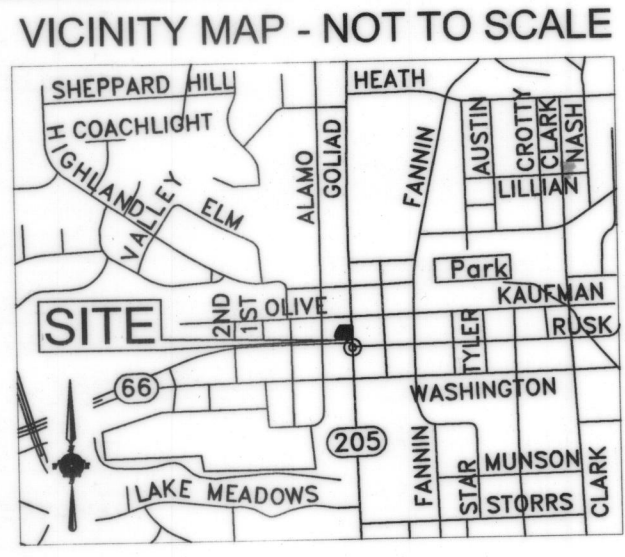 VICINITY MAP - NOT TO SCALE
SHEPPARD HILL
HEATH
COACHLIGHT
HIGHLAND
VALLEY
ELM
ALAMO
GOLIAD
FANNIN
AUSTIN
CROTTY
CLARK
NASH
LILLIAN
Park
KAUFMAN
SITE
2ND
1ST
OLIVE
TYLER
RUSK
66
WASHINGTON
205
FANNIN
STAR
MUNSON
STORRS
CLARK
LAKE MEADOWS